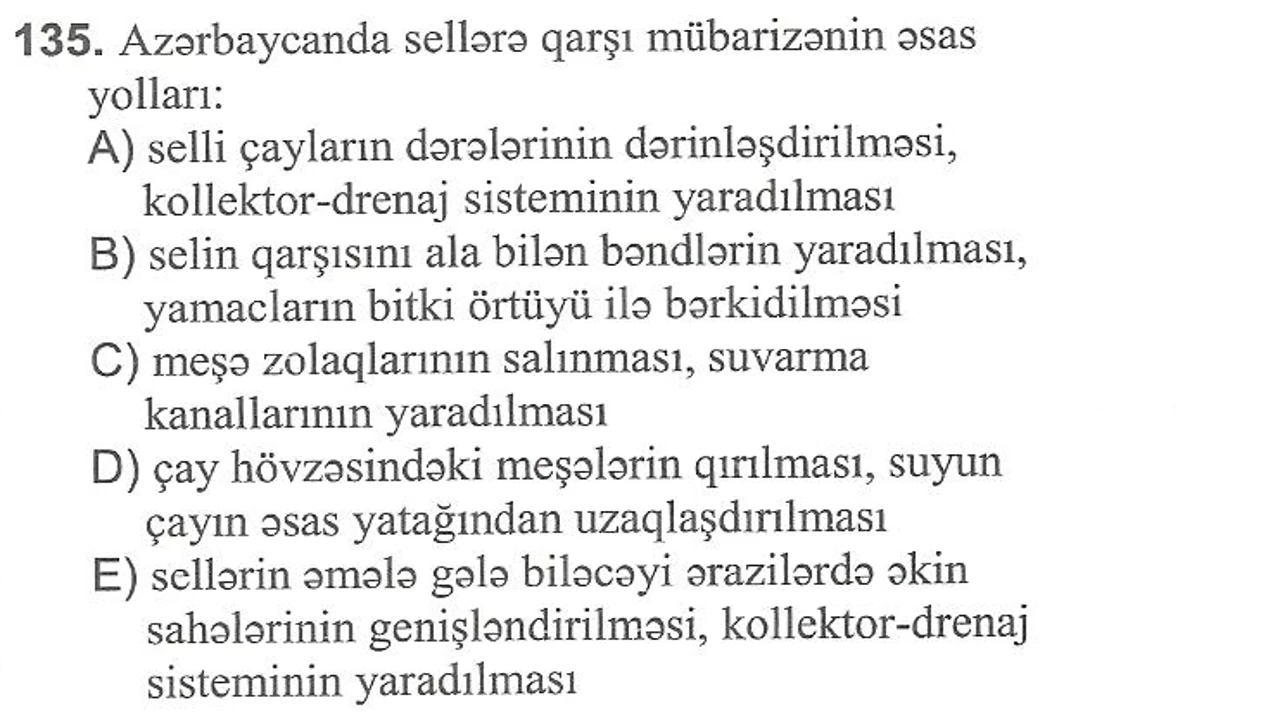 135. Azərbaycanda sellərə qarşı mübarizənin əsas
yolları:
A) selli çayların dərələrinin dərinləşdirilməsi,
kollektor-drenaj sisteminin yaradılması
B) selin qarşısını ala bilən bəndlərin yaradılması,
yamacların bitki örtüyü ilə bərkidilməsi
C) meşə zolaqlarının salınması, suvarma
kanallarının yaradılması
D) çay hövzəsindəki meşələrin qırılması, suyun
çayın əsas yatağından uzaqlaşdırılması
E) sellərin əmələ gələ biləcəyi ərazilərdə əkin
sahələrinin genişləndirilməsi, kollektor-drenaj
sisteminin yaradılması